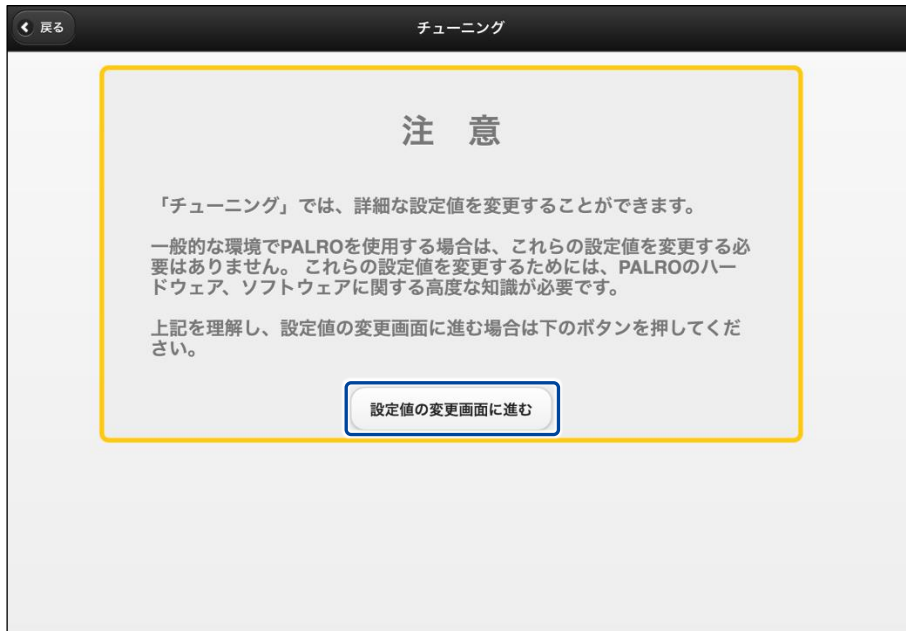 戻る
チューニング
注　意
「チューニング」では、詳細な設定値を変更することができます。
一般的な環境でPALROを使用する場合は、これらの設定値を変更する必
要はありません。 これらの設定値を変更するためには、PALROのハー
ドウェア、ソフトウェアに関する高度な知識が必要です。
上記を理解し、設定値の変更画面に進む場合は下のボタンを押してくだ
さい。
設定値の変更画面に進む